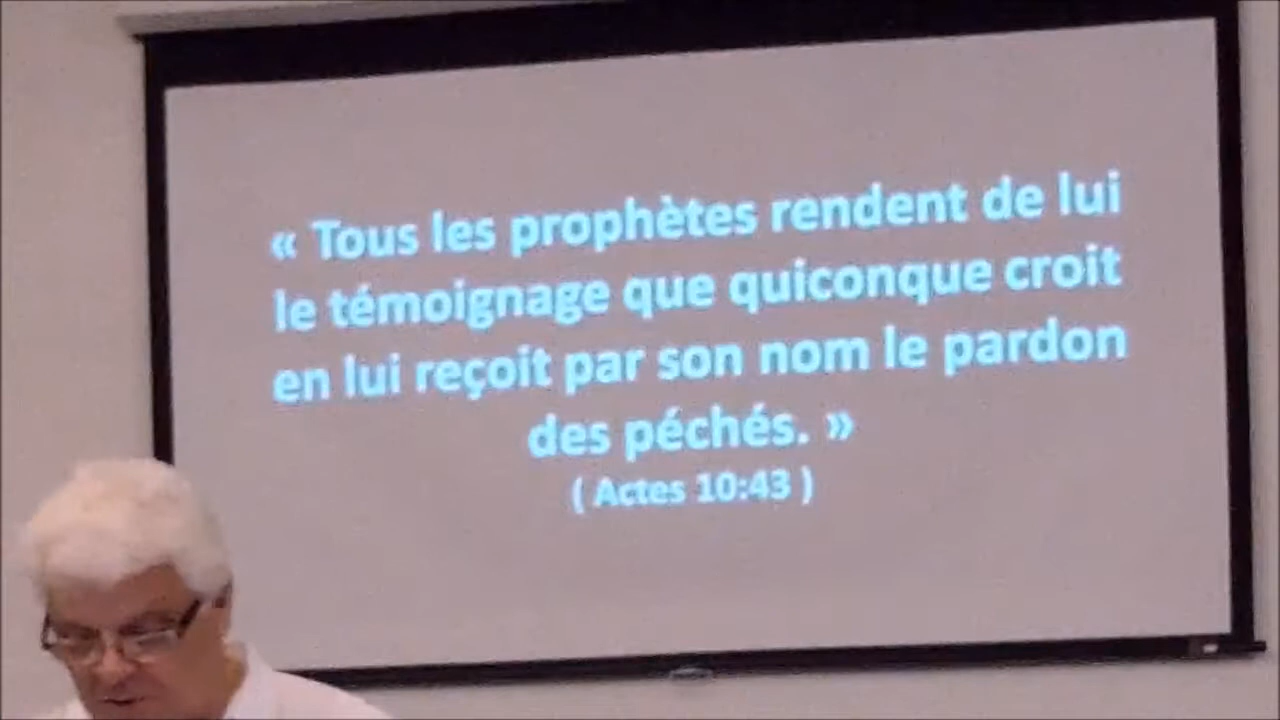 « Tous les prophètes rendent de lui
le témoignage que quiconque croit
en lui reçoit par son nom le pardon
des péchés. »
( Actes 10:43 )